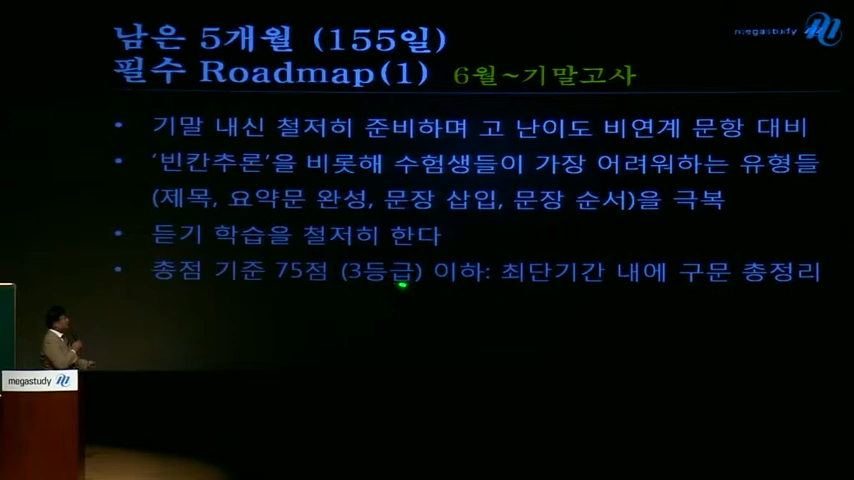 남은 5개월 (155일)
필수 Roadmap(1) 6월~기말고사
megastudy
• 기말 내신 철저히 준비하며 고 난이도 비연계 문항 대비
• ‘빈칸추론’을 비롯해 수험생들이 가장 어려워하는 유형들
(제목, 요약문 완성, 문장 삽입, 문장 순서)을 극복
• 듣기 학습을 철저히 한다
• 총점 기준 75점 (3등급) 이하: 최단기간 내에 구문 총정리
megastudy